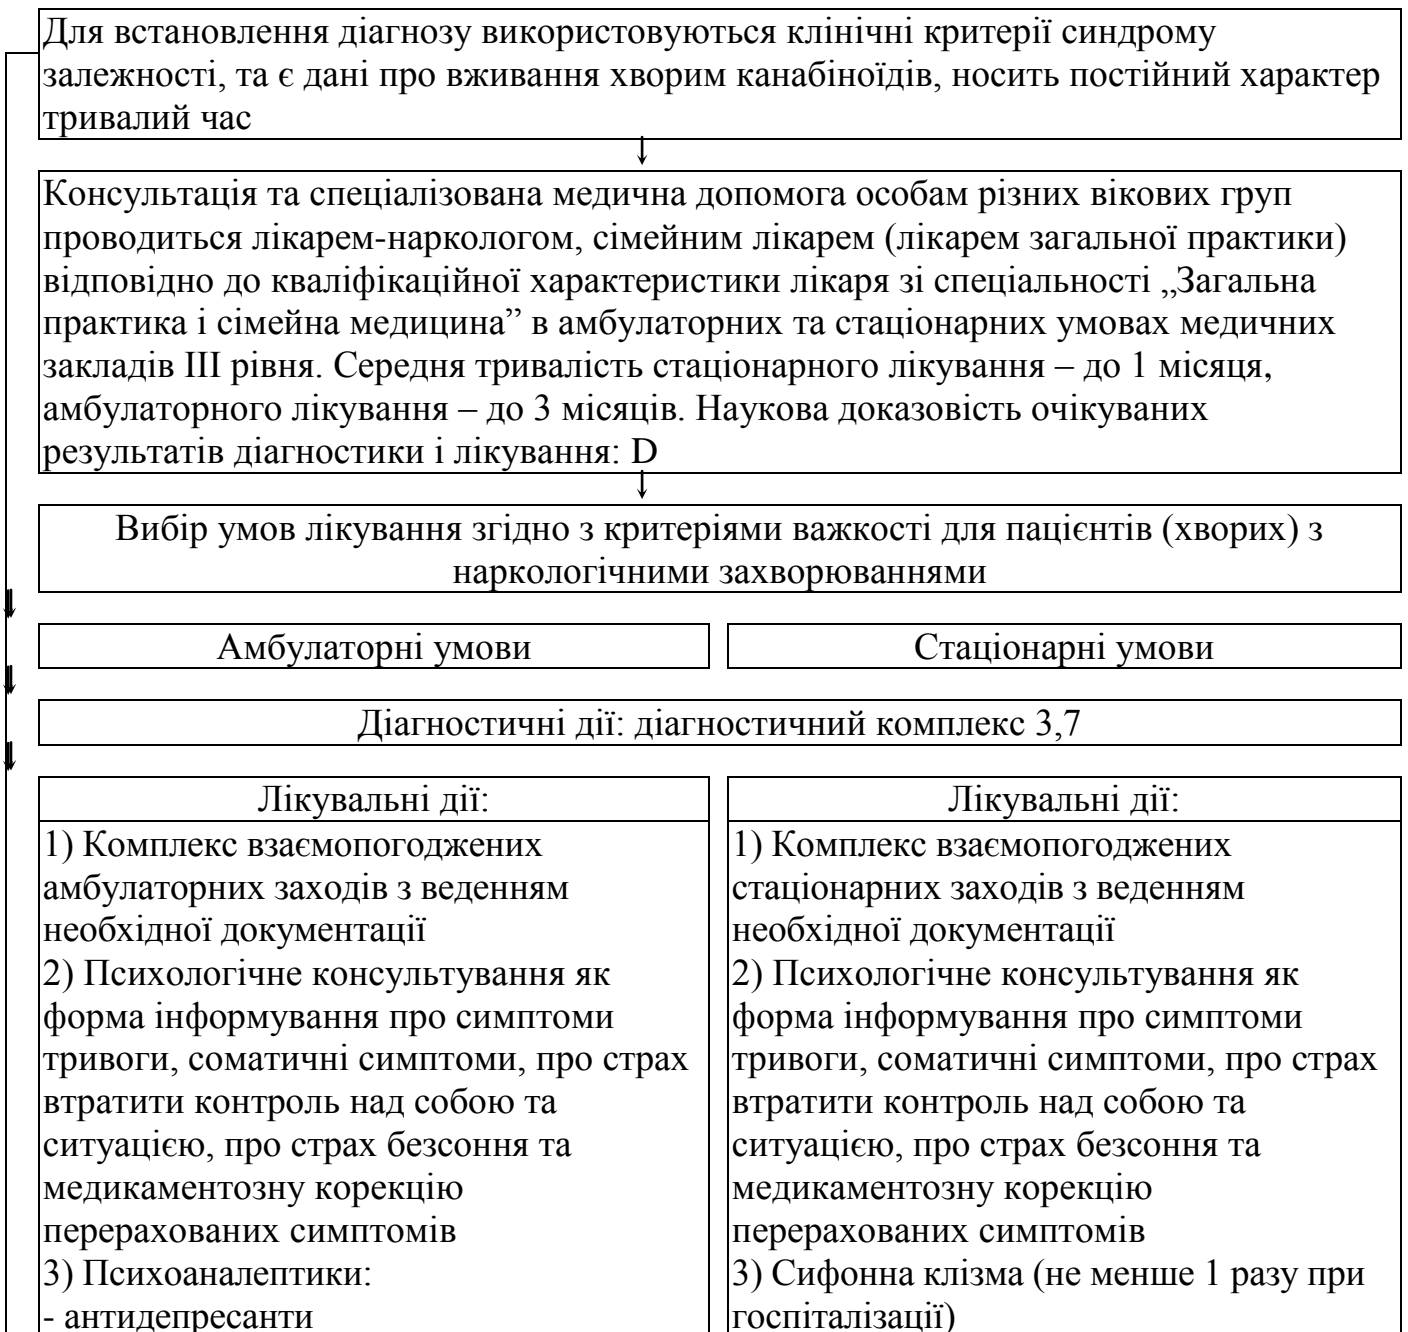 Для встановлення діагнозу використовуються клінічні критерії синдрому
залежності, та є дані про вживання хворим канабіноїдів, носить постійний характер
тривалий час
Консультація та спеціалізована медична допомога особам різних вікових груп
проводиться лікарем-наркологом, сімейним лікарем (лікарем загальної практики)
відповідно до кваліфікаційної характеристики лікаря зі спеціальності „Загальна
практика і сімейна медицина” в амбулаторних та стаціонарних умовах медичних
закладів III рівня. Середня тривалість стаціонарного лікування – до 1 місяця,
амбулаторного лікування – до 3 місяців. Наукова доказовість очікуваних
результатів діагностики і лікування: D
Вибір умов лікування згідно з критеріями важкості для пацієнтів (хворих) з
наркологічними захворюваннями
Амбулаторні умови
Стаціонарні умови
Діагностичні дії: діагностичний комплекс 3,7
Лікувальні дії:
1) Комплекс взаємопогоджених
амбулаторних заходів з веденням
необхідної документації
2) Психологічне консультування як
форма інформування про симптоми
тривоги, соматичні симптоми, про страх
втратити контроль над собою та
ситуацією, про страх безсоння та
медикаментозну корекцію
перерахованих симптомів
3) Психоаналептики:
- антидепресанти
Лікувальні дії:
1) Комплекс взаємопогоджених
стаціонарних заходів з веденням
необхідної документації
2) Психологічне консультування як
форма інформування про симптоми
тривоги, соматичні симптоми, про страх
втратити контроль над собою та
ситуацією, про страх безсоння та
медикаментозну корекцію
перерахованих симптомів
3) Сифонна клізма (не менше 1 разу при
госпіталізації)